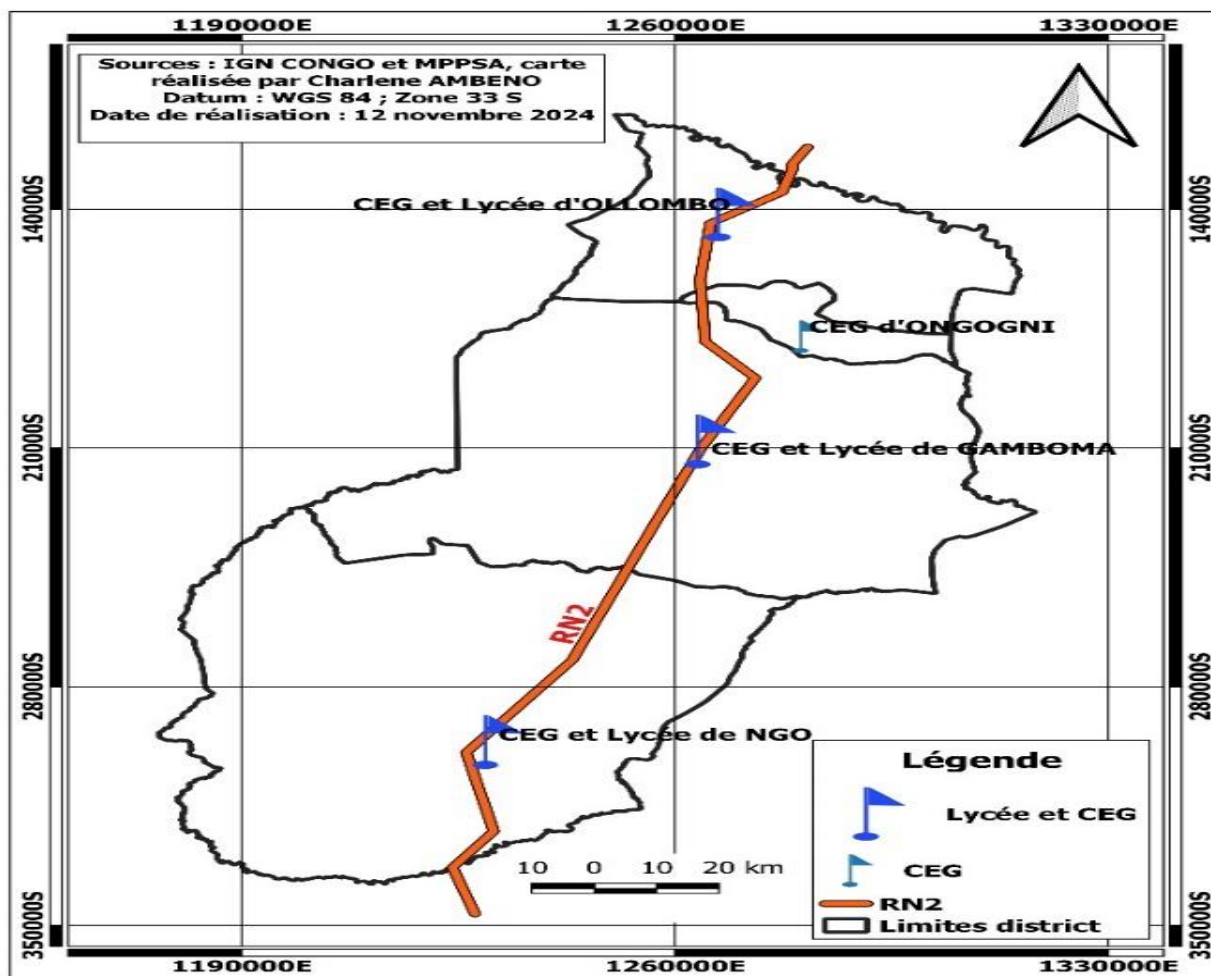 1190000E 1260000E 1330000E
Sources : IGN CONGO et MPPSA, carte
réalisée par Charlene AMBENO
Datum : WGS 84 ; Zone 33 S
Date de réalisation : 12 novembre 2024
CEG et Lycée d'OLLOMBO
140000S 140000S
CEG d'ONGOGNI
210000S 210000S
CEG et Lycée de GAMBOMA
RN2
280000S 280000S
CEG et Lycée de NGO
Légende
Lycée et CEG
CEG
RN2
Limites district
10 0 10 20 km
350000S 350000S
1190000E 1260000E 1330000E